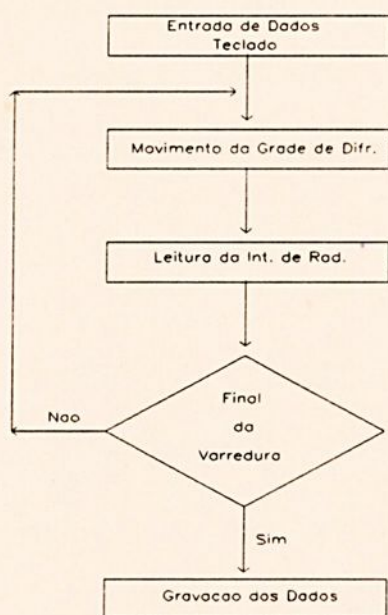 Entrada de Dados
Teclado
Movimento da Grade de Difr.
Leitura da Int. de Rad.
Final
da
Varredura
Nao
Sim
Gravacao dos Dados